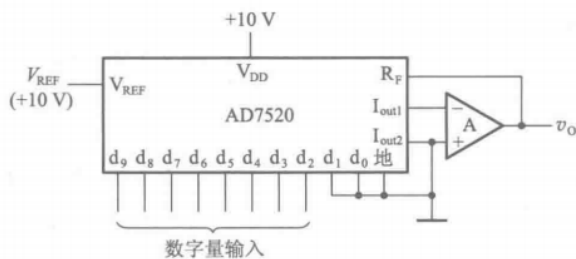 +10 V
V_REF
(+10 V)
V_REF
V_DD
R_F
AD7520
I_out1
I_out2
− A +
v_O
d_9 d_8 d_7 d_6 d_5 d_4 d_3 d_2 d_1 d_0 地
数字量输入